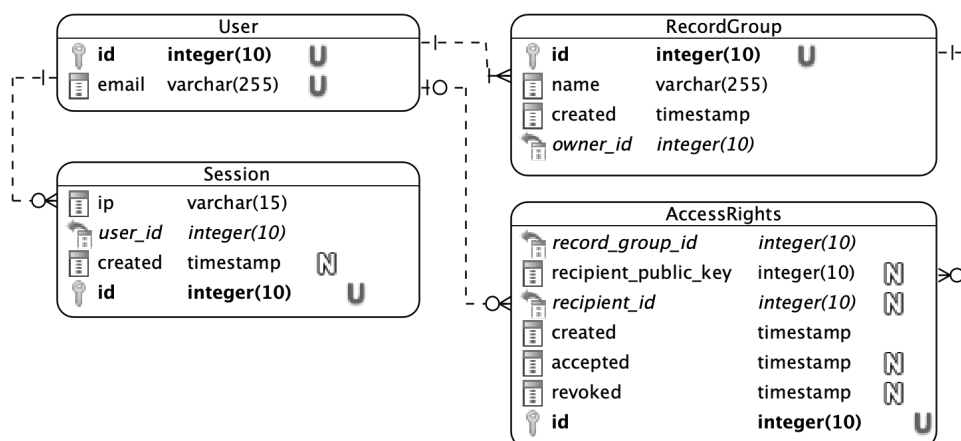 User
id integer(10) U
email varchar(255) U
Session
ip varchar(15)
user_id integer(10)
created timestamp N
id integer(10) U
RecordGroup
id integer(10) U
name varchar(255)
created timestamp
owner_id integer(10)
AccessRights
record_group_id integer(10)
recipient_public_key integer(10) N
recipient_id integer(10) N
created timestamp
accepted timestamp N
revoked timestamp N
id integer(10) U